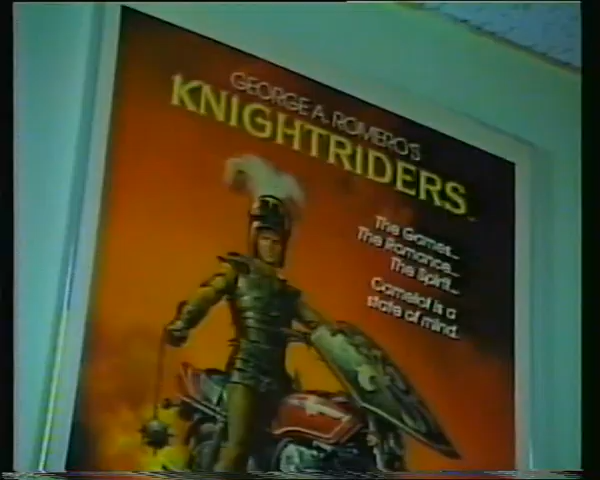 GEORGE A. ROMERO'S
KNIGHTRIDERS
The Games...
The Romance...
The Spirit...
Camelot is a
state of mind.